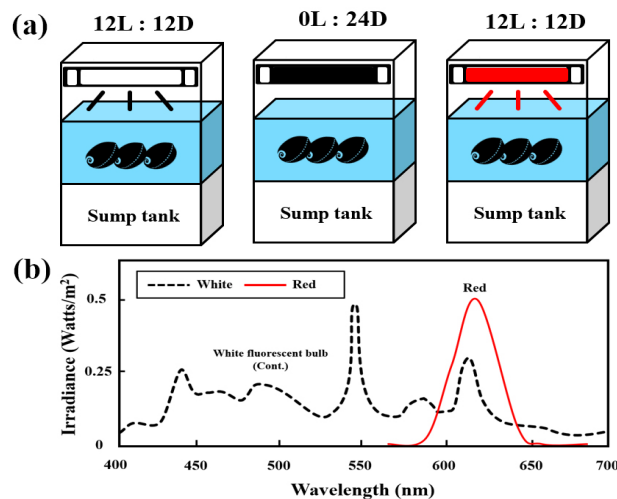 (a)
12L : 12D
0L : 24D
12L : 12D
Sump tank
Sump tank
Sump tank
(b)
Irradiance (Watts/m²)
0.5
0.25
0
White
Red
Red
White fluorescent bulb
(Cont.)
400 450 500 550 600 650 700
Wavelength (nm)